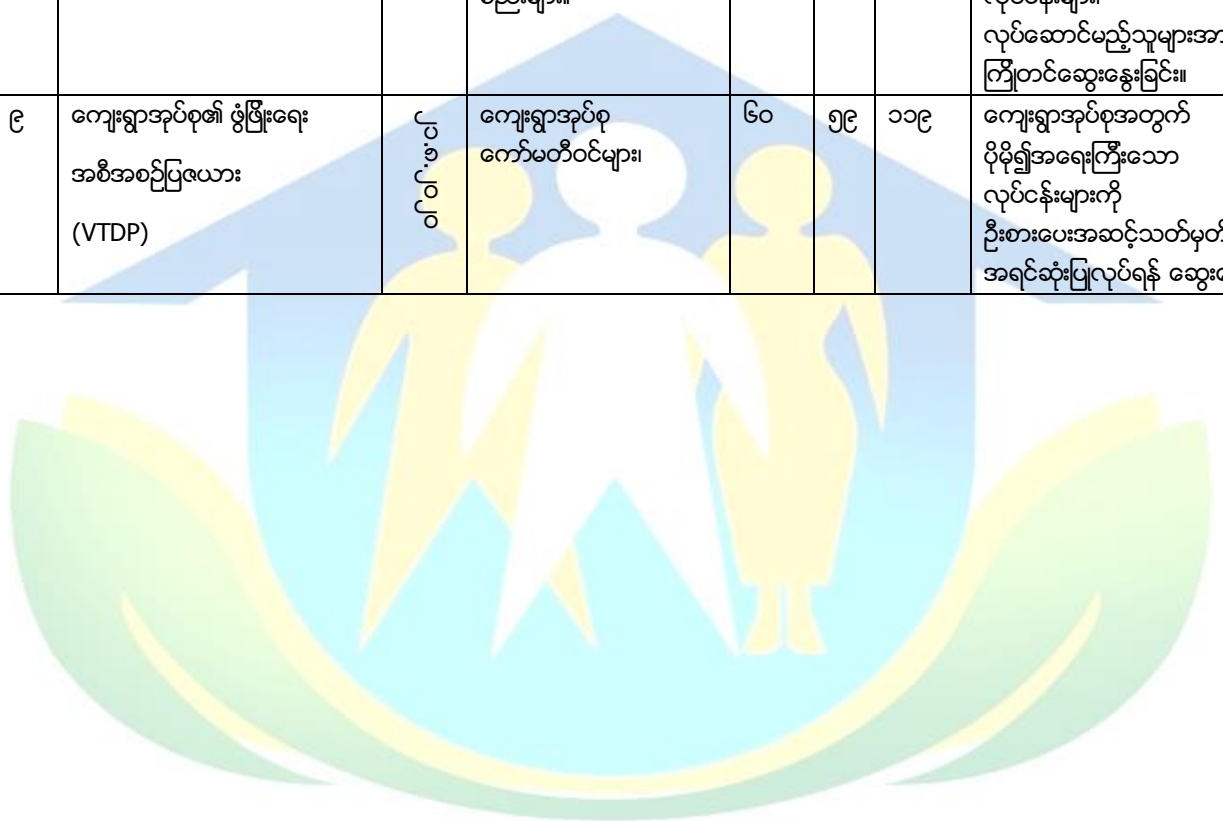 လုပ်ဆောင်မည့်သူများအား
ကြိုတင်ဆွေးနွေးခြင်း။
၉
ကျေးရွာအုပ်စု၏ ဖွံ့ဖြိုးရေး
အစီအစဉ်ပြဇယား
(VTDP)
ကျေးရွာအုပ်စု
ကော်မတီဝင်များ၊
၆၀
၅၉
၁၁၉
ကျေးရွာအုပ်စုအတွက်
ပိုမို၍အရေးကြီးသော
လုပ်ငန်းများကို
ဦးစားပေးအဆင့်သတ်မှတ်
အရင်ဆုံးပြုလုပ်ရန်